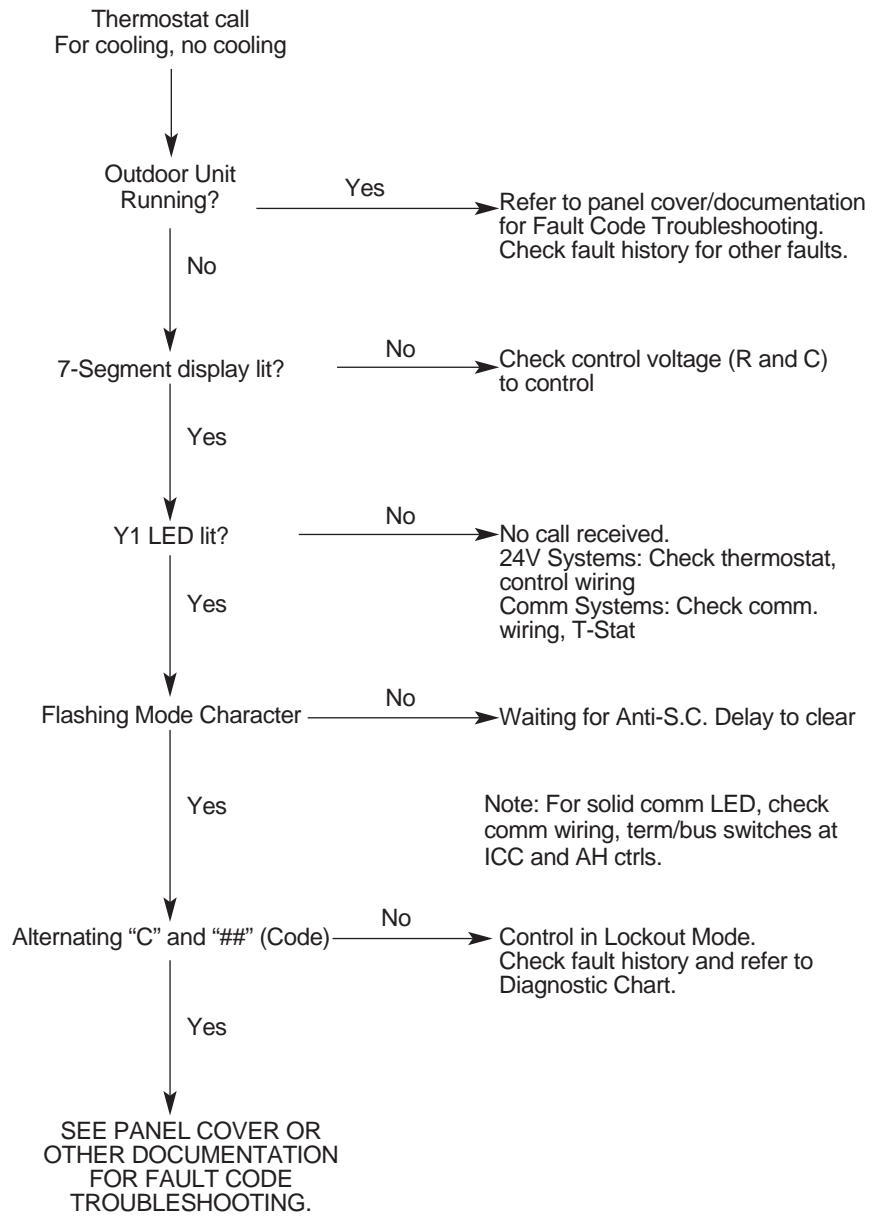 Thermostat call
For cooling, no cooling
Outdoor Unit
Running?
Yes
Refer to panel cover/documentation
for Fault Code Troubleshooting.
Check fault history for other faults.
No
7-Segment display lit?
No
Check control voltage (R and C)
to control
Yes
Y1 LED lit?
No
No call received.
24V Systems: Check thermostat,
control wiring
Comm Systems: Check comm.
wiring, T-Stat
Yes
Flashing Mode Character
No
Waiting for Anti-S.C. Delay to clear
Yes
Note: For solid comm LED, check
comm wiring, term/bus switches at
ICC and AH ctrls.
Alternating “C” and “##” (Code)
No
Control in Lockout Mode.
Check fault history and refer to
Diagnostic Chart.
Yes
SEE PANEL COVER OR
OTHER DOCUMENTATION
FOR FAULT CODE
TROUBLESHOOTING.